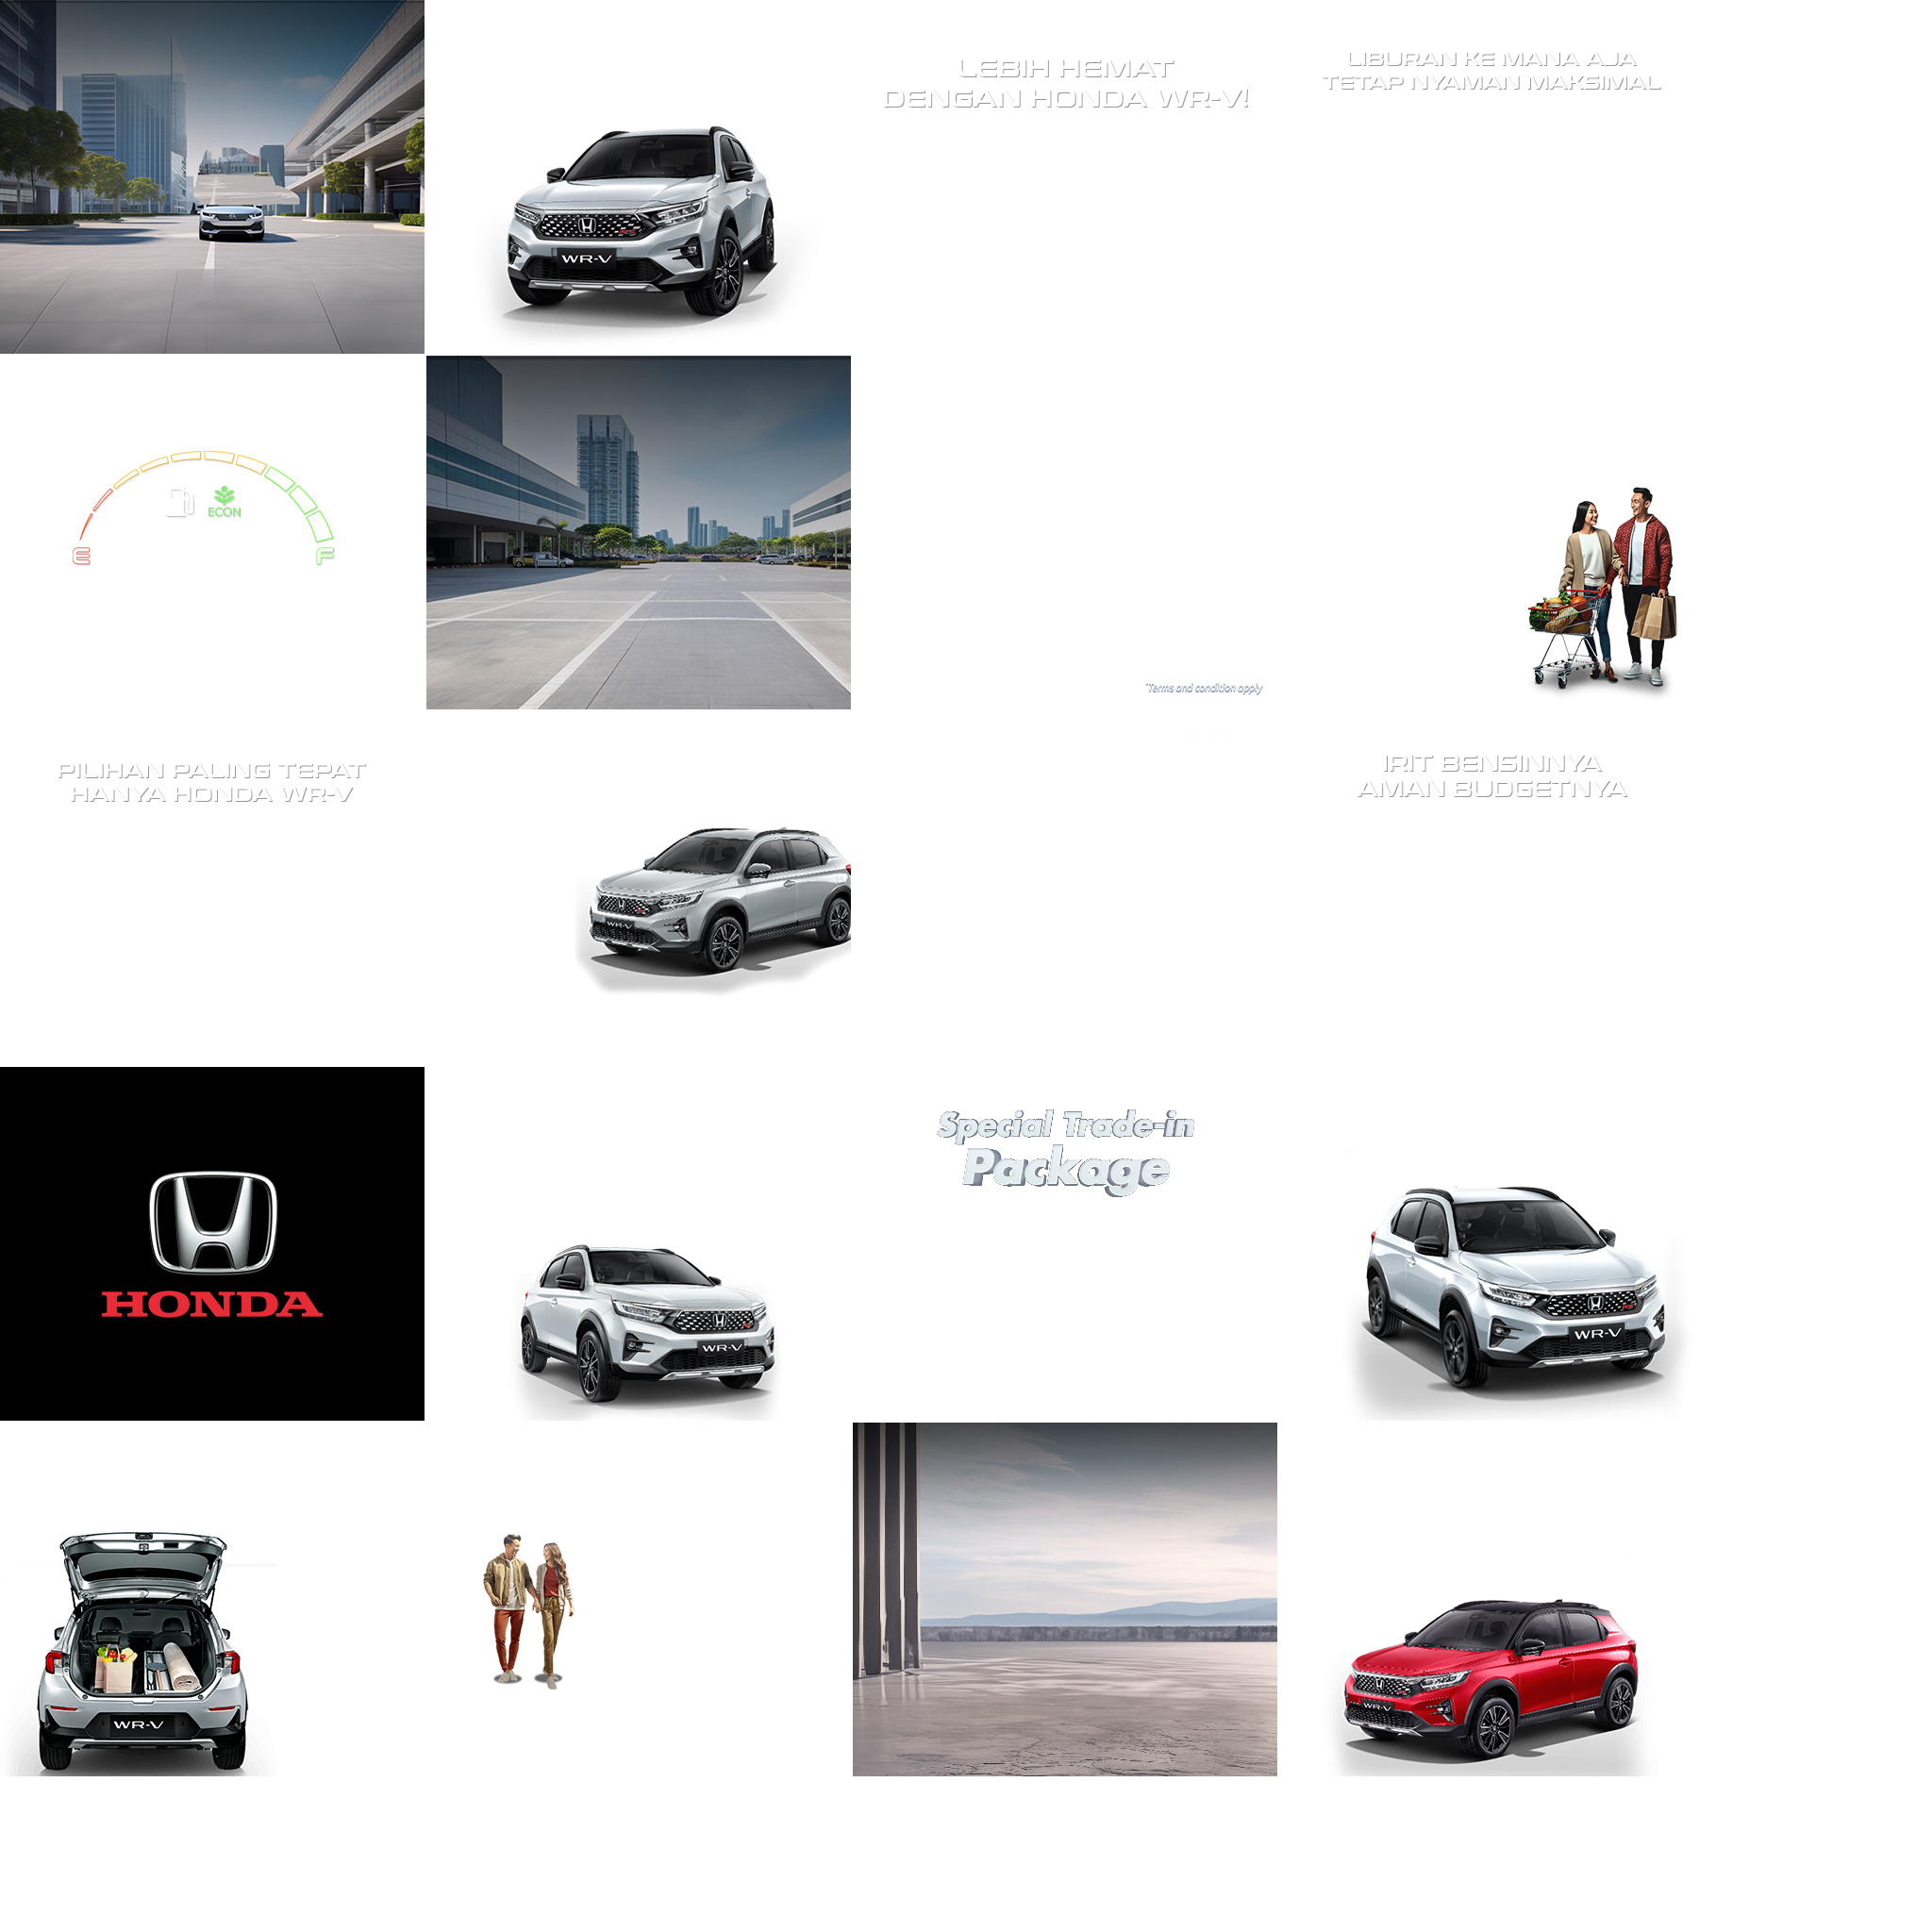 LEBIH HEMAT
DENGAN HONDA WR-V!
LIBURAN KE MANA AJA
TETAP NYAMAN MAKSIMAL
WR-V
ECON
E
F
*Terms and condition apply
PILIHAN PALING TEPAT
HANYA HONDA WR-V
IRIT BENSINNYA
AMAN BUDGETNYA
WR-V
HONDA
Special Trade-in
Package
WR-V
WR-V
WR-V
WR-V